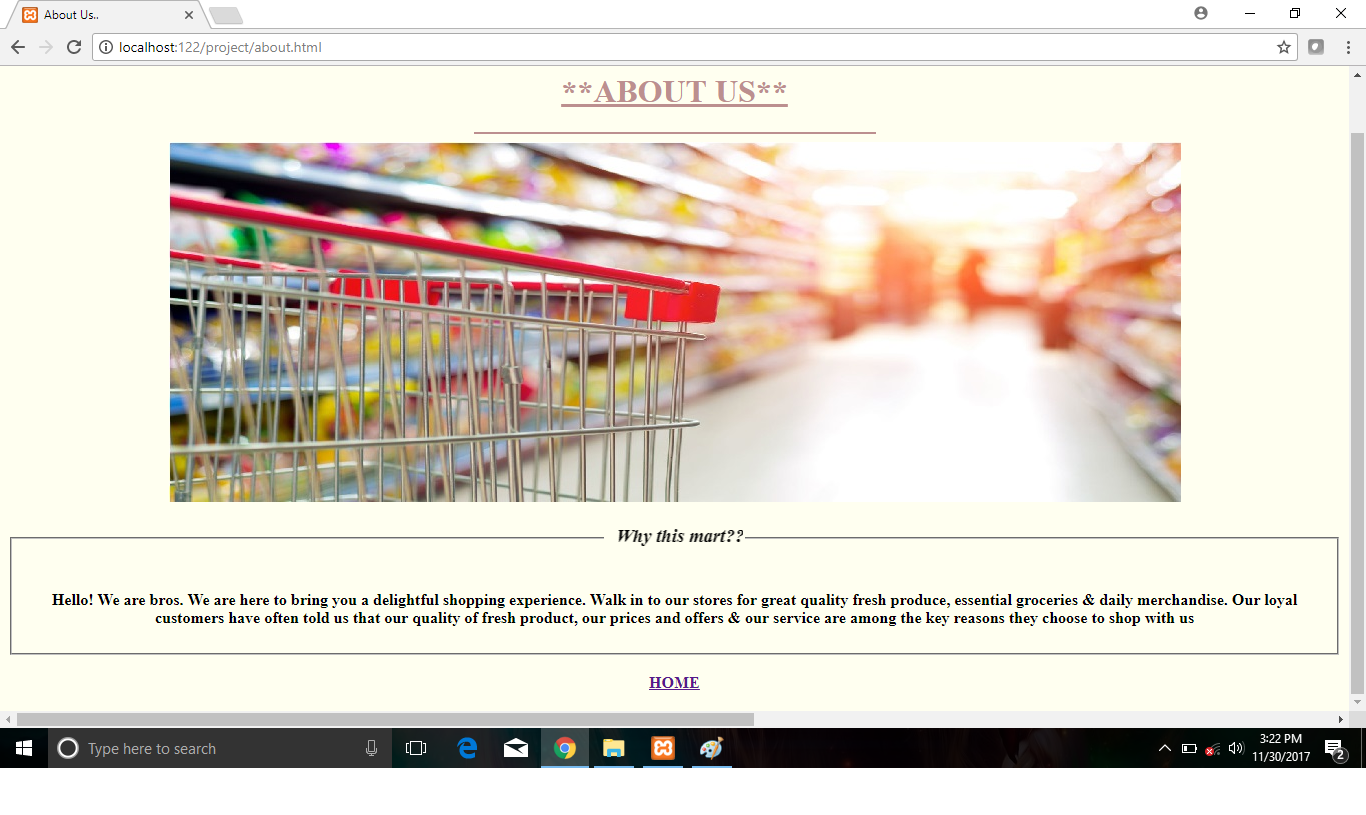 About Us..
localhost:122/project/about.html
**ABOUT US**
Why this mart??
Hello! We are bros. We are here to bring you a delightful shopping experience. Walk in to our stores for great quality fresh produce, essential groceries & daily merchandise. Our loyal
customers have often told us that our quality of fresh product, our prices and offers & our service are among the key reasons they choose to shop with us
HOME
Type here to search
3:22 PM
11/30/2017
2